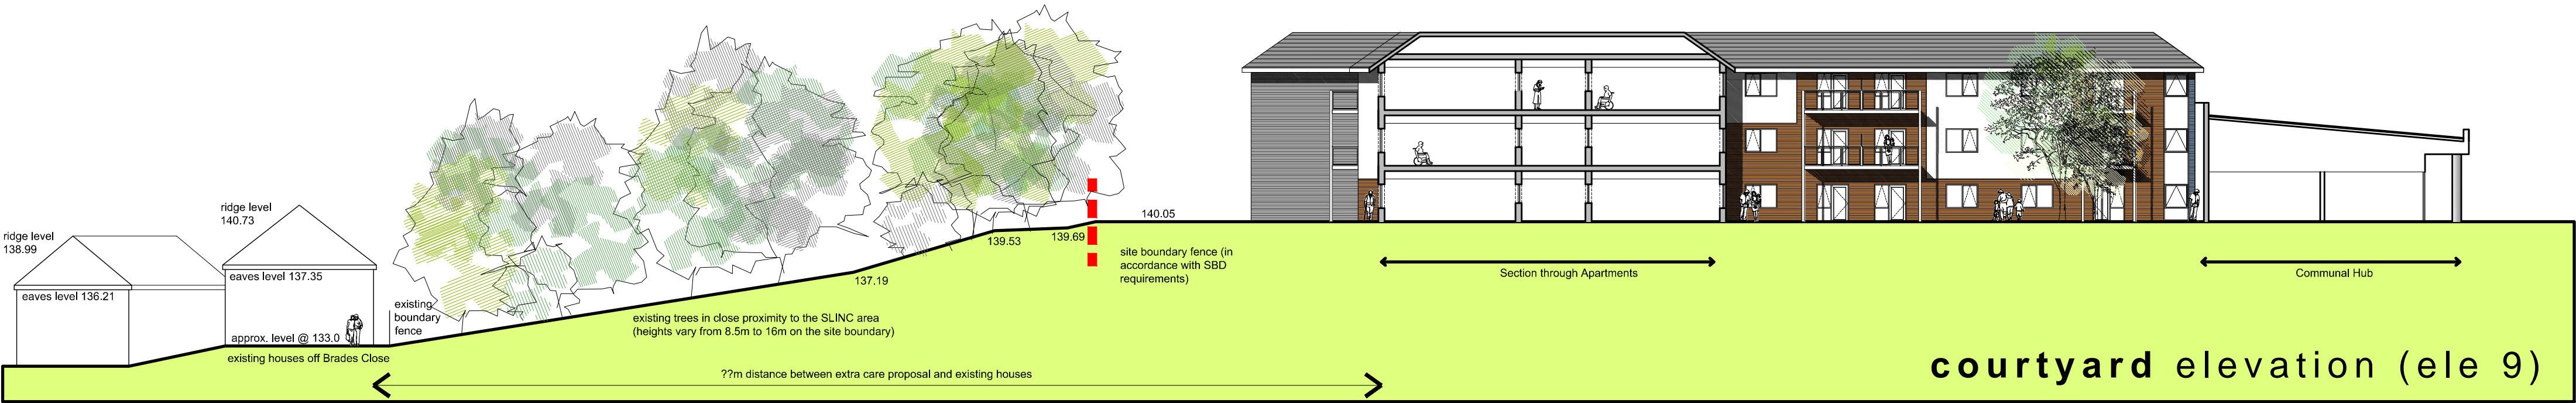 ridge level
138.99
eaves level 136.21
ridge level
140.73
eaves level 137.35
approx. level @ 133.0
existing houses off Brades Close
existing
boundary
fence
existing trees in close proximity to the SLINC area
(heights vary from 8.5m to 16m on the site boundary)
??m distance between extra care proposal and existing houses
137.19
139.53
139.69
140.05
site boundary fence (in
accordance with SBD
requirements)
Section through Apartments
Communal Hub
courtyard elevation (ele 9)